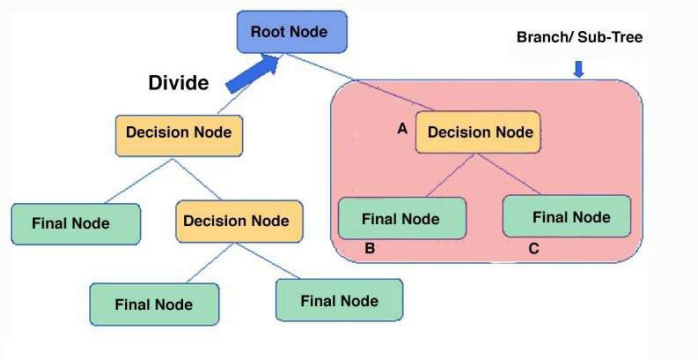 Root Node
Branch/ Sub-Tree
Divide
Decision Node
A
Decision Node
Final Node
Decision Node
Final Node
Final Node
B
C
Final Node
Final Node